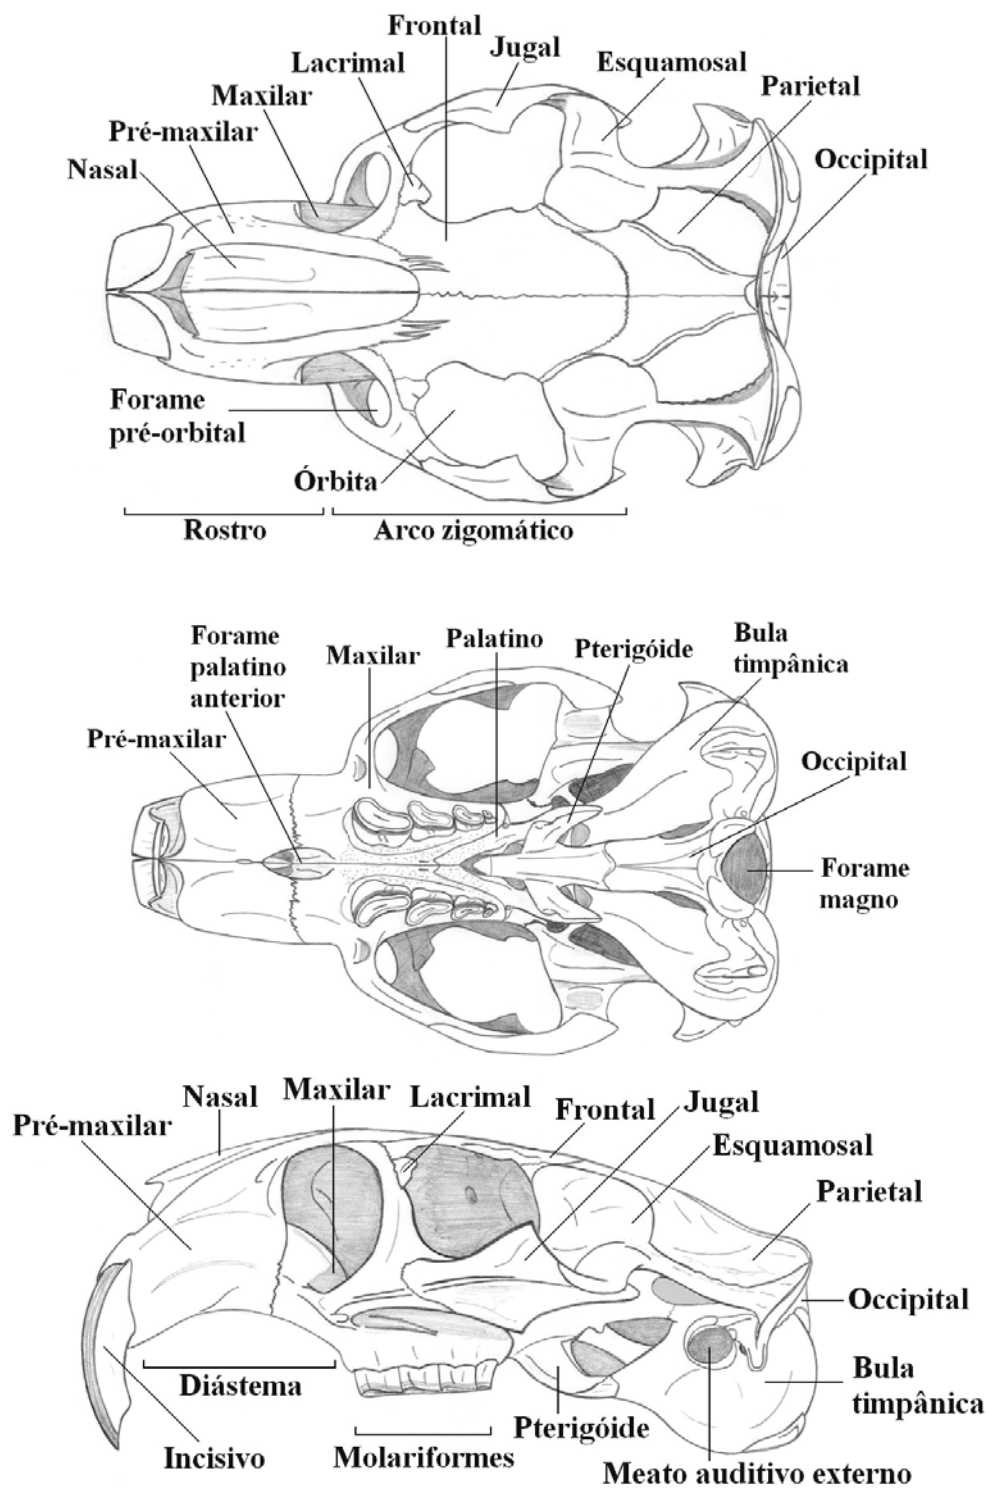 Frontal
Jugal
Lacrimal
Esquamosal
Maxilar
Parietal
Pré-maxilar
Nasal
Occipital
Forame
pré-orbital
Órbita
Rostro
Arco zigomático
Forame
palatino
anterior
Maxilar
Palatino
Pterigóide
Bula
timpânica
Pré-maxilar
Occipital
Forame
magno
Nasal
Maxilar
Lacrimal
Frontal
Jugal
Pré-maxilar
Esquamosal
Parietal
Occipital
Diástema
Bula
timpânica
Incisivo
Molariformes
Pterigóide
Meato auditivo externo